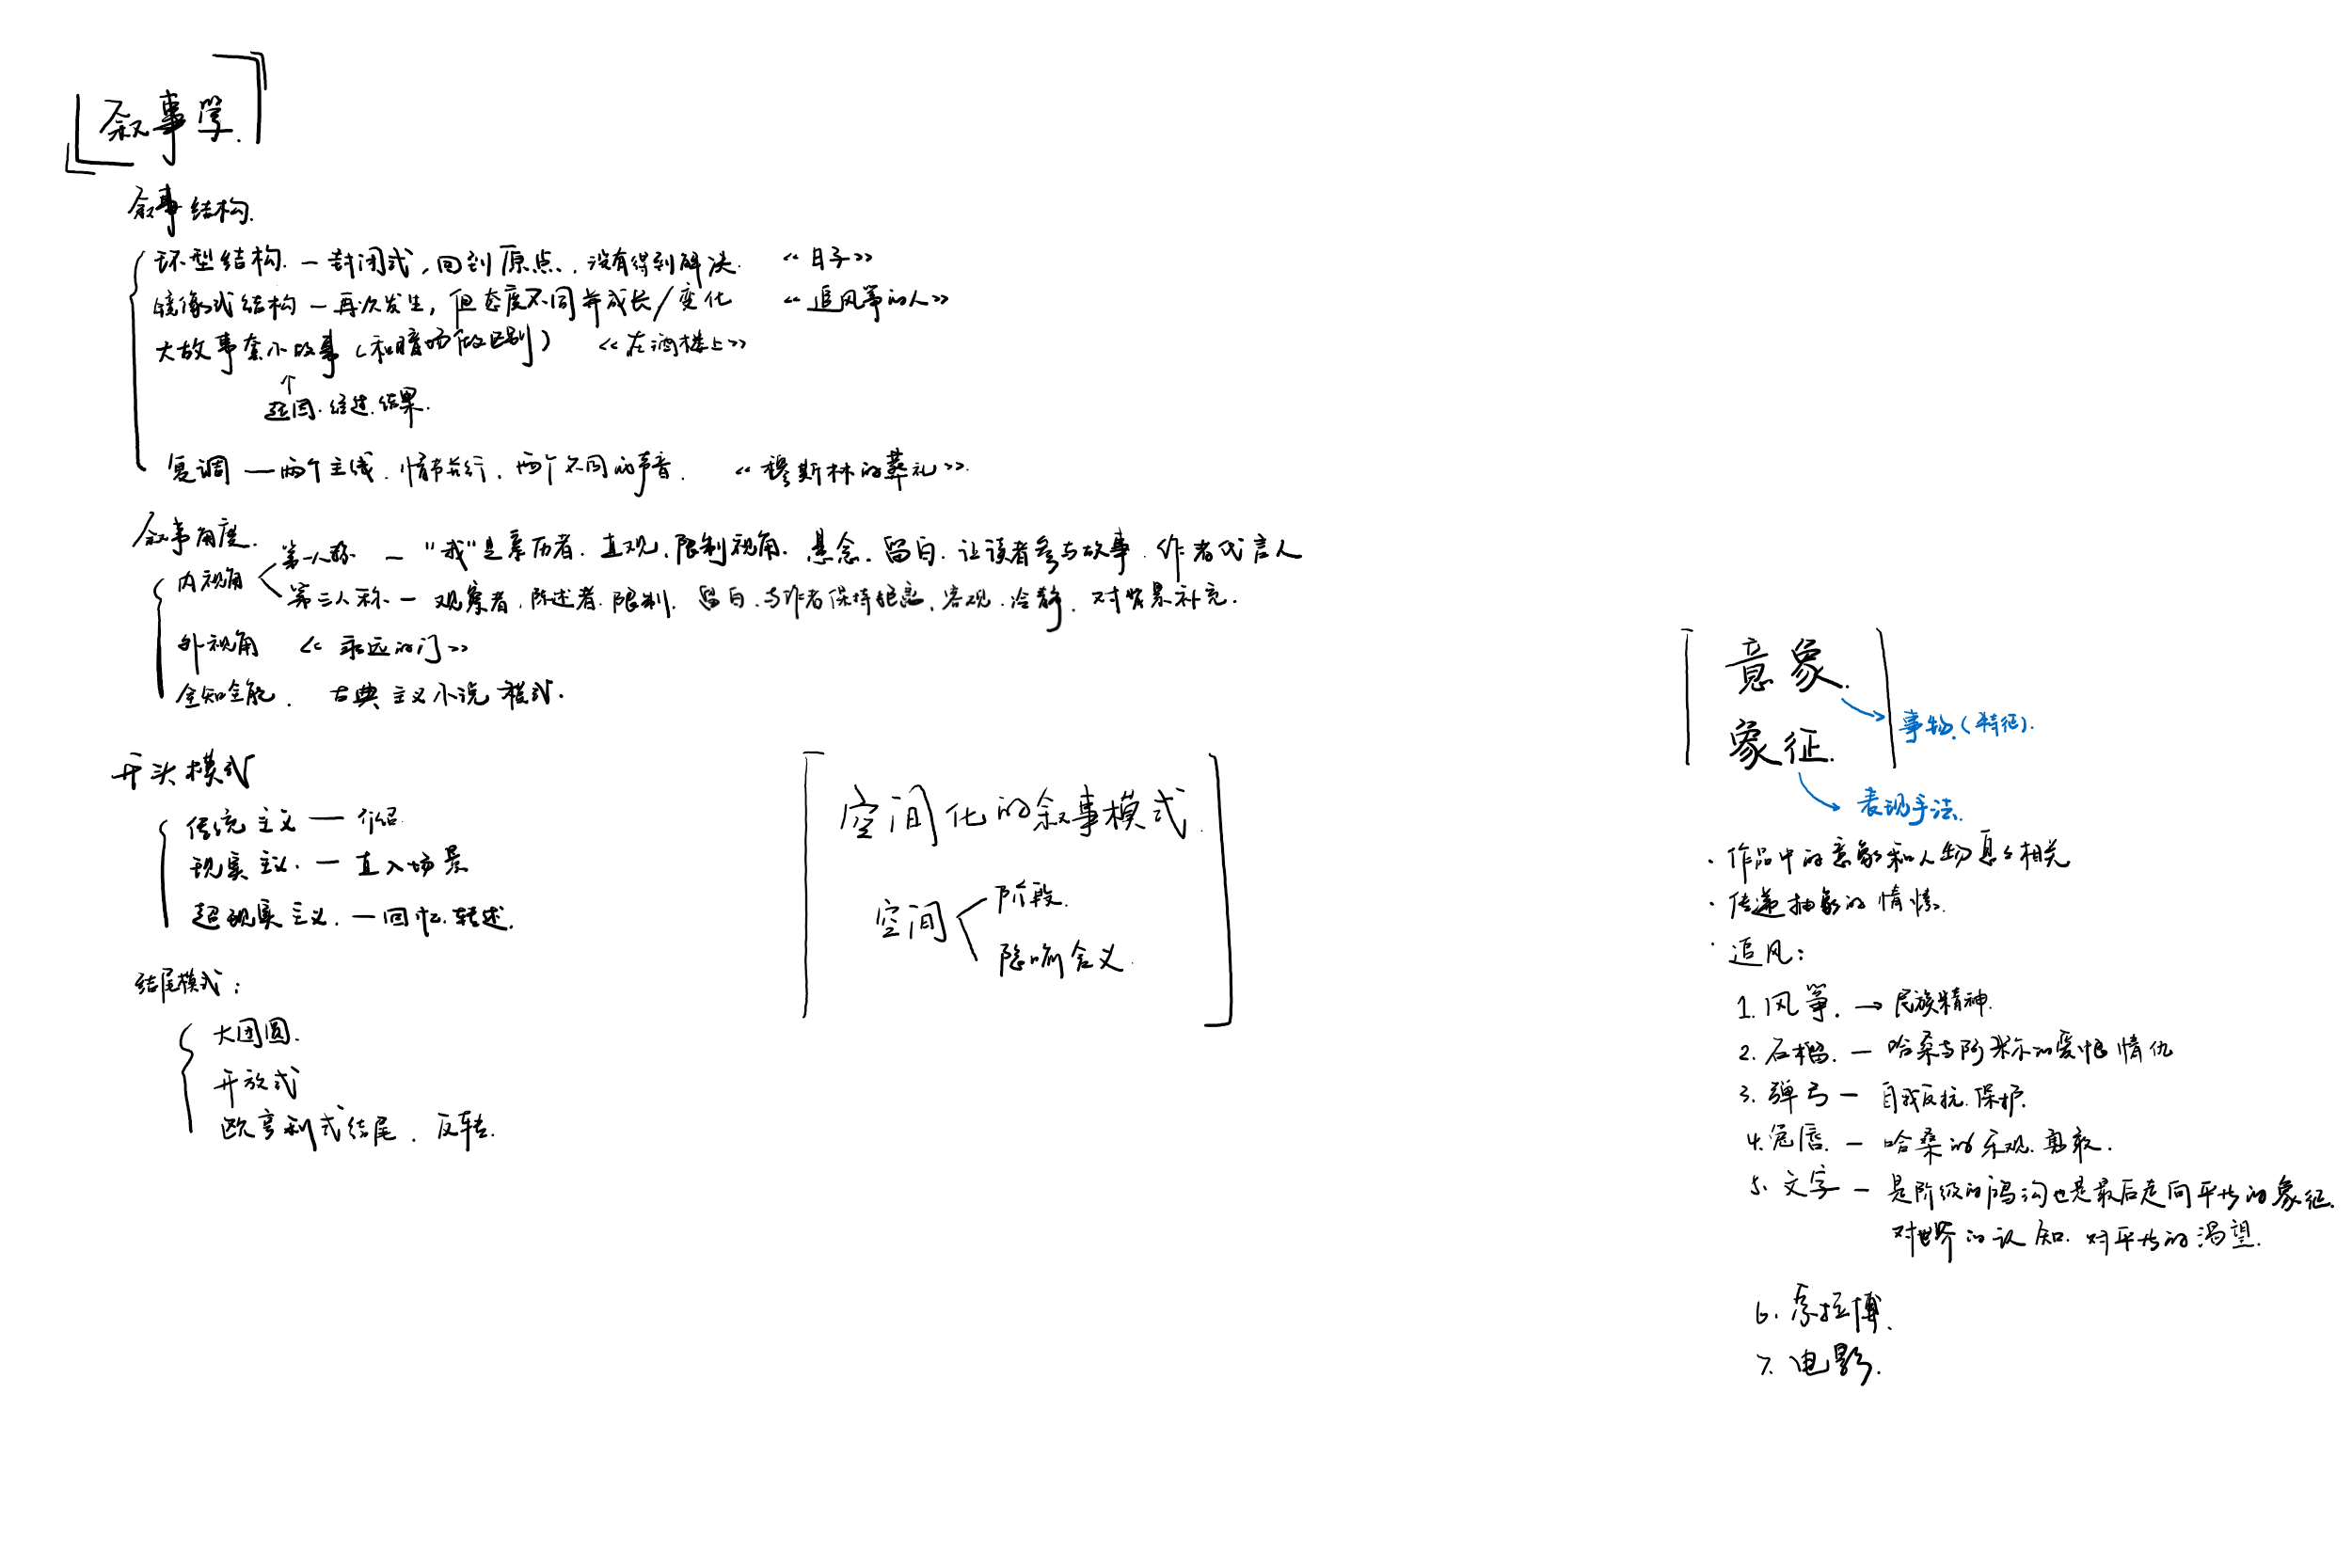 叙事学.
叙事结构.
环型结构. — 封闭式, 回到原点, 没有得到解决. 《日子》
镜像式结构 — 再次发生, 但态度不同并成长/变化 《追风筝的人》
大故事套小故事 (和暗场做区别) 《在酒楼上》
起因. 经过. 结果.
复调 — 两个主线. 情节并行, 两个不同的声音. 《穆斯林的葬礼》
叙事角度.
第一人称 — "我"是亲历者. 直观, 限制视角. 悬念. 留白. 让读者参与故事. 作者代言人
内视角
第三人称 — 观察者, 陈述者. 限制. 留白. 与作者保持距离, 客观. 冷静. 对背景补充.
外视角 《永远的门》
全知全能. 古典主义小说模式.
开头模式
传统主义 — 介绍.
现实主义. — 直入场景
超现实主义. — 回忆. 转述.
结尾模式:
大团圆.
开放式
欧亨利式结尾. 反转.
空间化的叙事模式.
空间
阶段.
隐喻含义.
意象.
事物.(特征).
象征.
表现手法.
· 作品中的意象和人物息息相关
· 传递抽象的情愫.
· 追风:
1. 风筝. → 民族精神.
2. 石榴. — 哈桑与阿米尔的爱恨情仇
3. 弹弓 — 自我反抗. 保护.
4. 兔唇. — 哈桑的乐观. 勇敢.
5. 文字 — 是阶级的鸿沟也是最后走向平等的象征.
对世界的认知. 对平等的渴望.
6. 索拉博.
7. 电影.